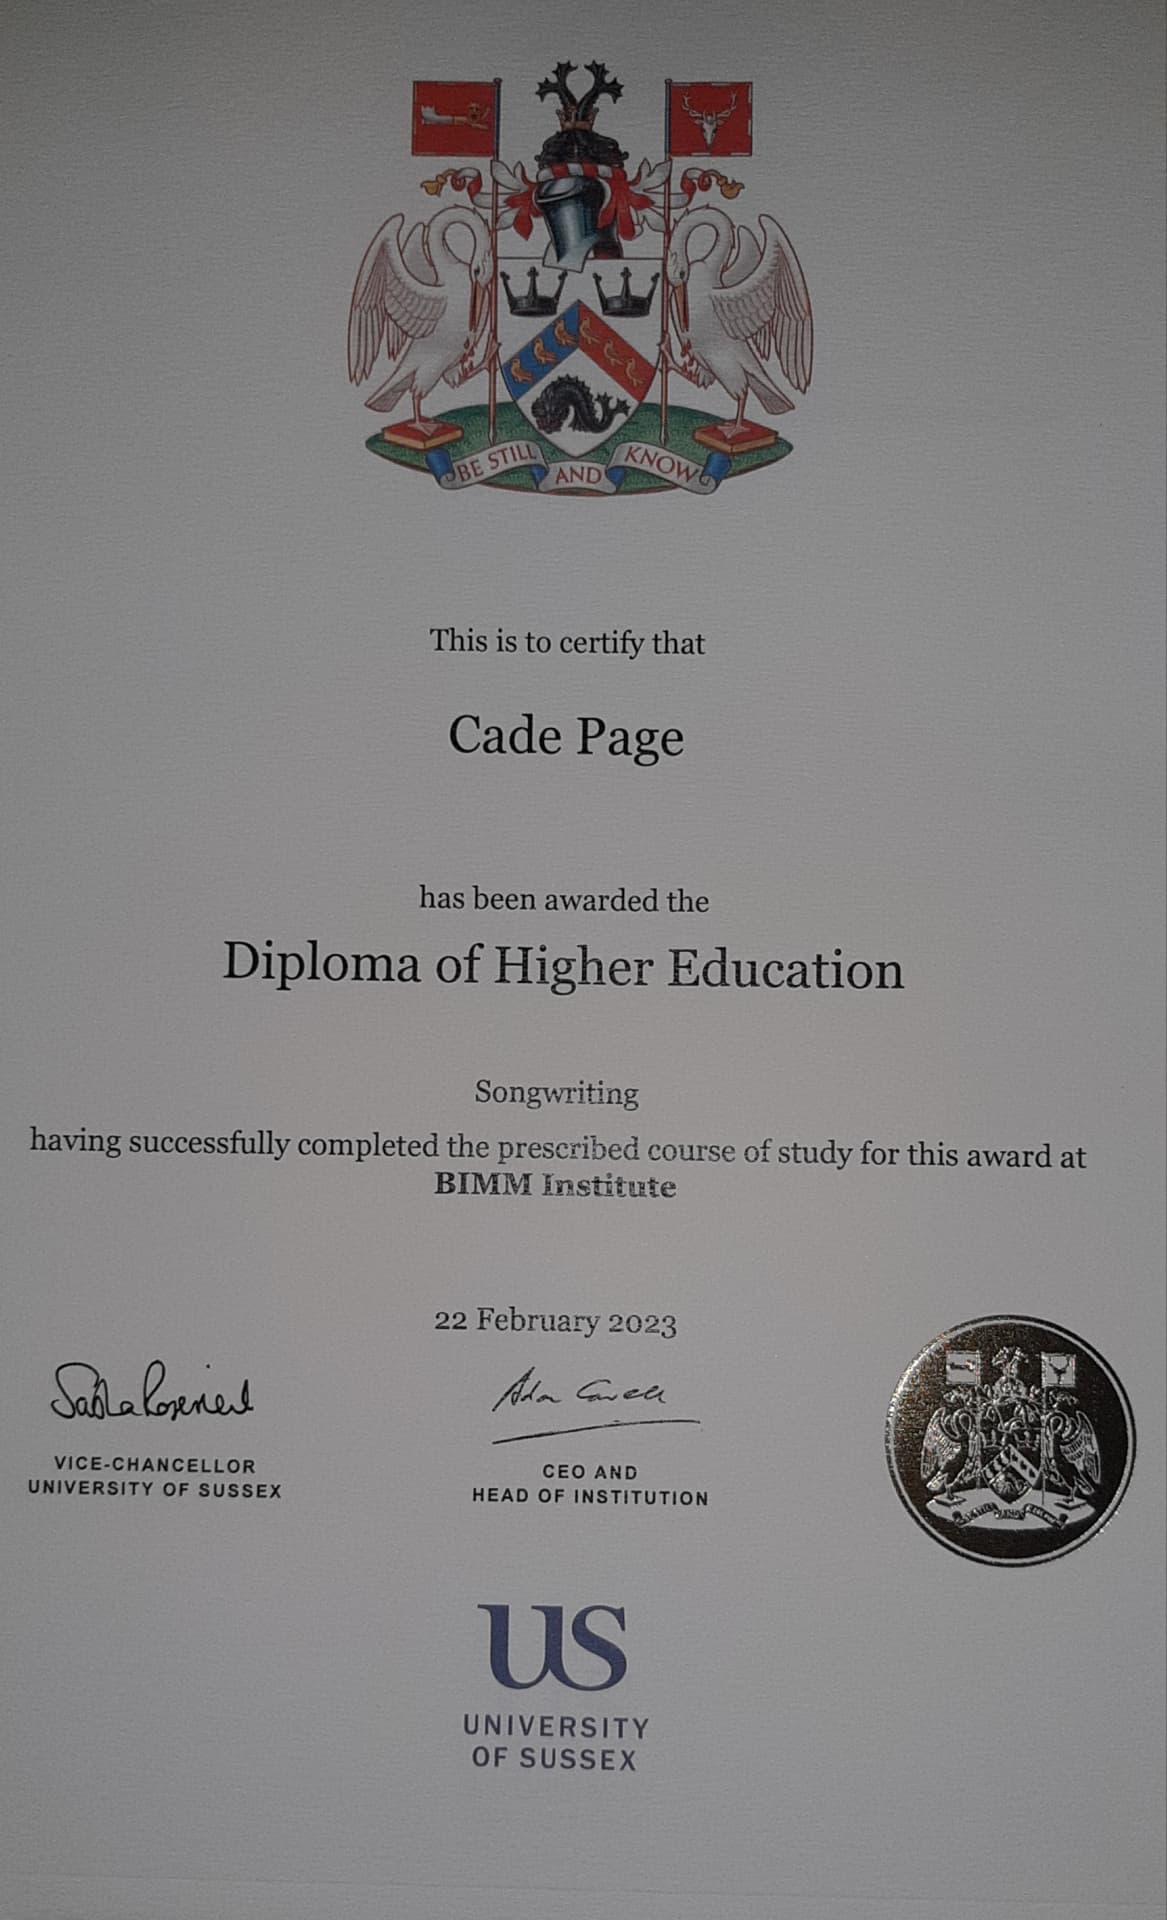 BE STILL AND KNOW
This is to certify that
Cade Page
has been awarded the
Diploma of Higher Education
Songwriting
having successfully completed the prescribed course of study for this award at
BIMM Institute
22 February 2023
VICE-CHANCELLOR
UNIVERSITY OF SUSSEX
CEO AND
HEAD OF INSTITUTION
US
UNIVERSITY
OF SUSSEX